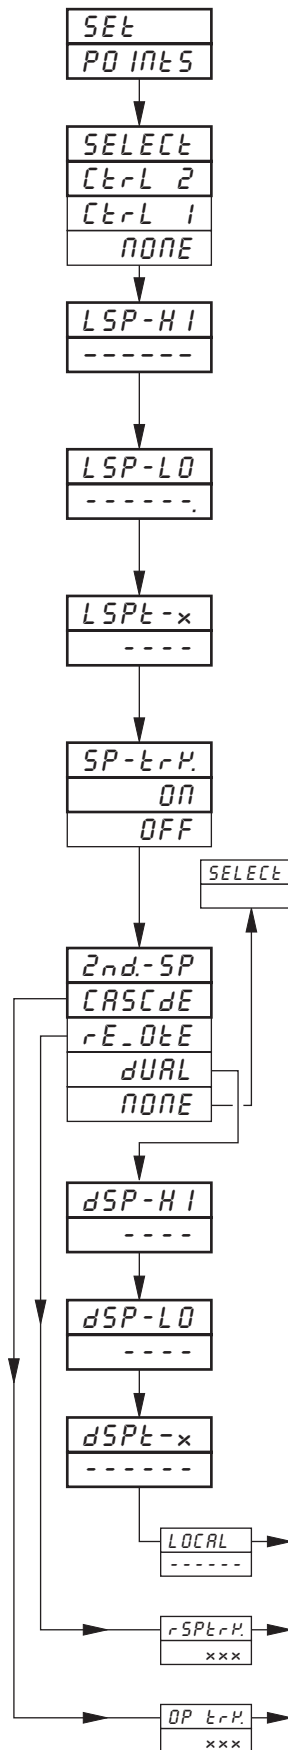 SEt
POINtS
SELECt
CtrL 2
CtrL 1
NONE
LSP-HI
------
LSP-LO
------.
LSPt-x
----
SP-trK.
ON
OFF
SELECt
2nd.-SP
CASCdE
rE_OtE
dUAL
NONE
dSP-HI
----
dSP-LO
----
dSPt-x
------
LOCAL
------
rSPtrK.
xxx
OP trK.
xxx